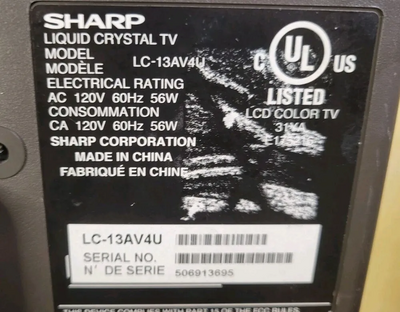 SHARP
LIQUID CRYSTAL TV
MODEL
MODÈLE LC-13AV4U
ELECTRICAL RATING
AC 120V 60Hz 56W
CONSOMMATION
CA 120V 60Hz 56W
SHARP CORPORATION
MADE IN CHINA
FABRIQUÉ EN CHINE
C UL US
LISTED
LCD COLOR TV
31YA
LC-13AV4U
SERIAL NO.
N° DE SERIE 506913695
THIS DEVICE COMPLIES WITH PART 15 OF THE FCC RULES.